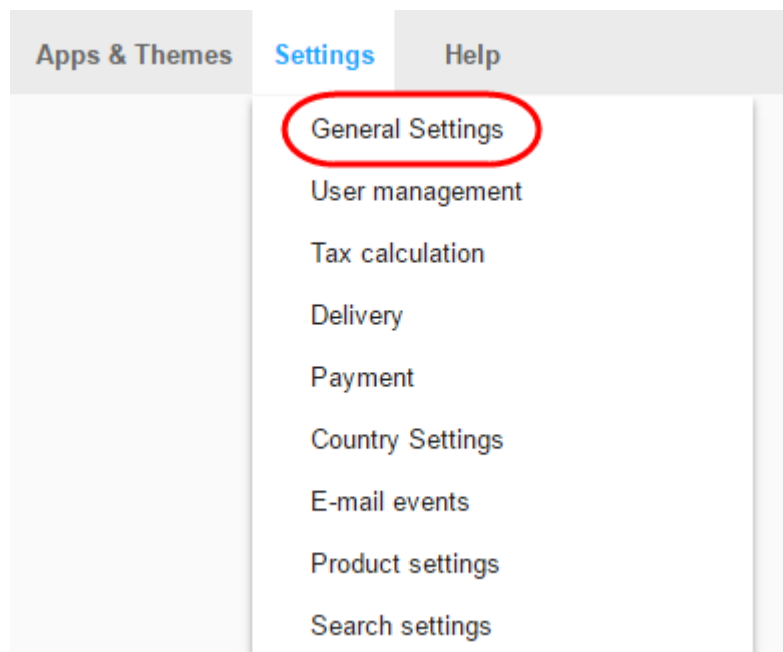 Apps & Themes Settings Help
General Settings
User management
Tax calculation
Delivery
Payment
Country Settings
E-mail events
Product settings
Search settings